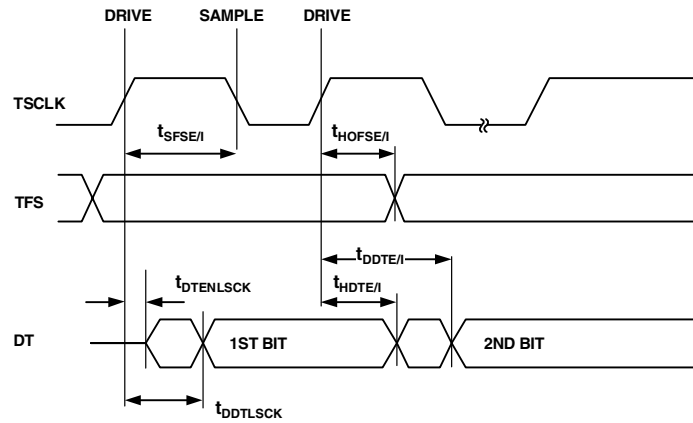 DRIVE SAMPLE DRIVE
TSCLK
tSFSE/I tHOFSE/I
TFS
tDDTE/I
tDTENLSCK tHDTE/I
DT 1ST BIT 2ND BIT
tDDTLSCK